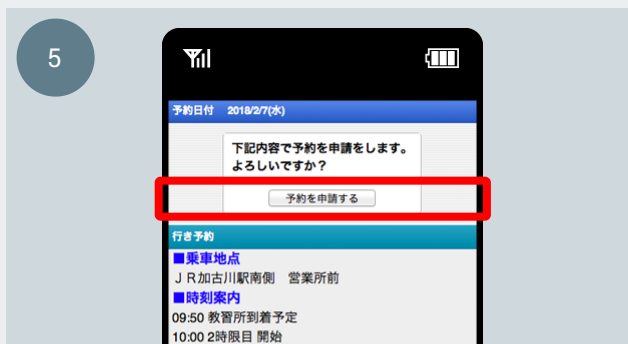 5
予約日付 2018/2/7(水)
下記内容で予約を申請をします。
よろしいですか？
予約を申請する
行き予約
■乗車地点
ＪＲ加古川駅南側　営業所前
■時刻案内
09:50 教習所到着予定
10:00 2時限目 開始